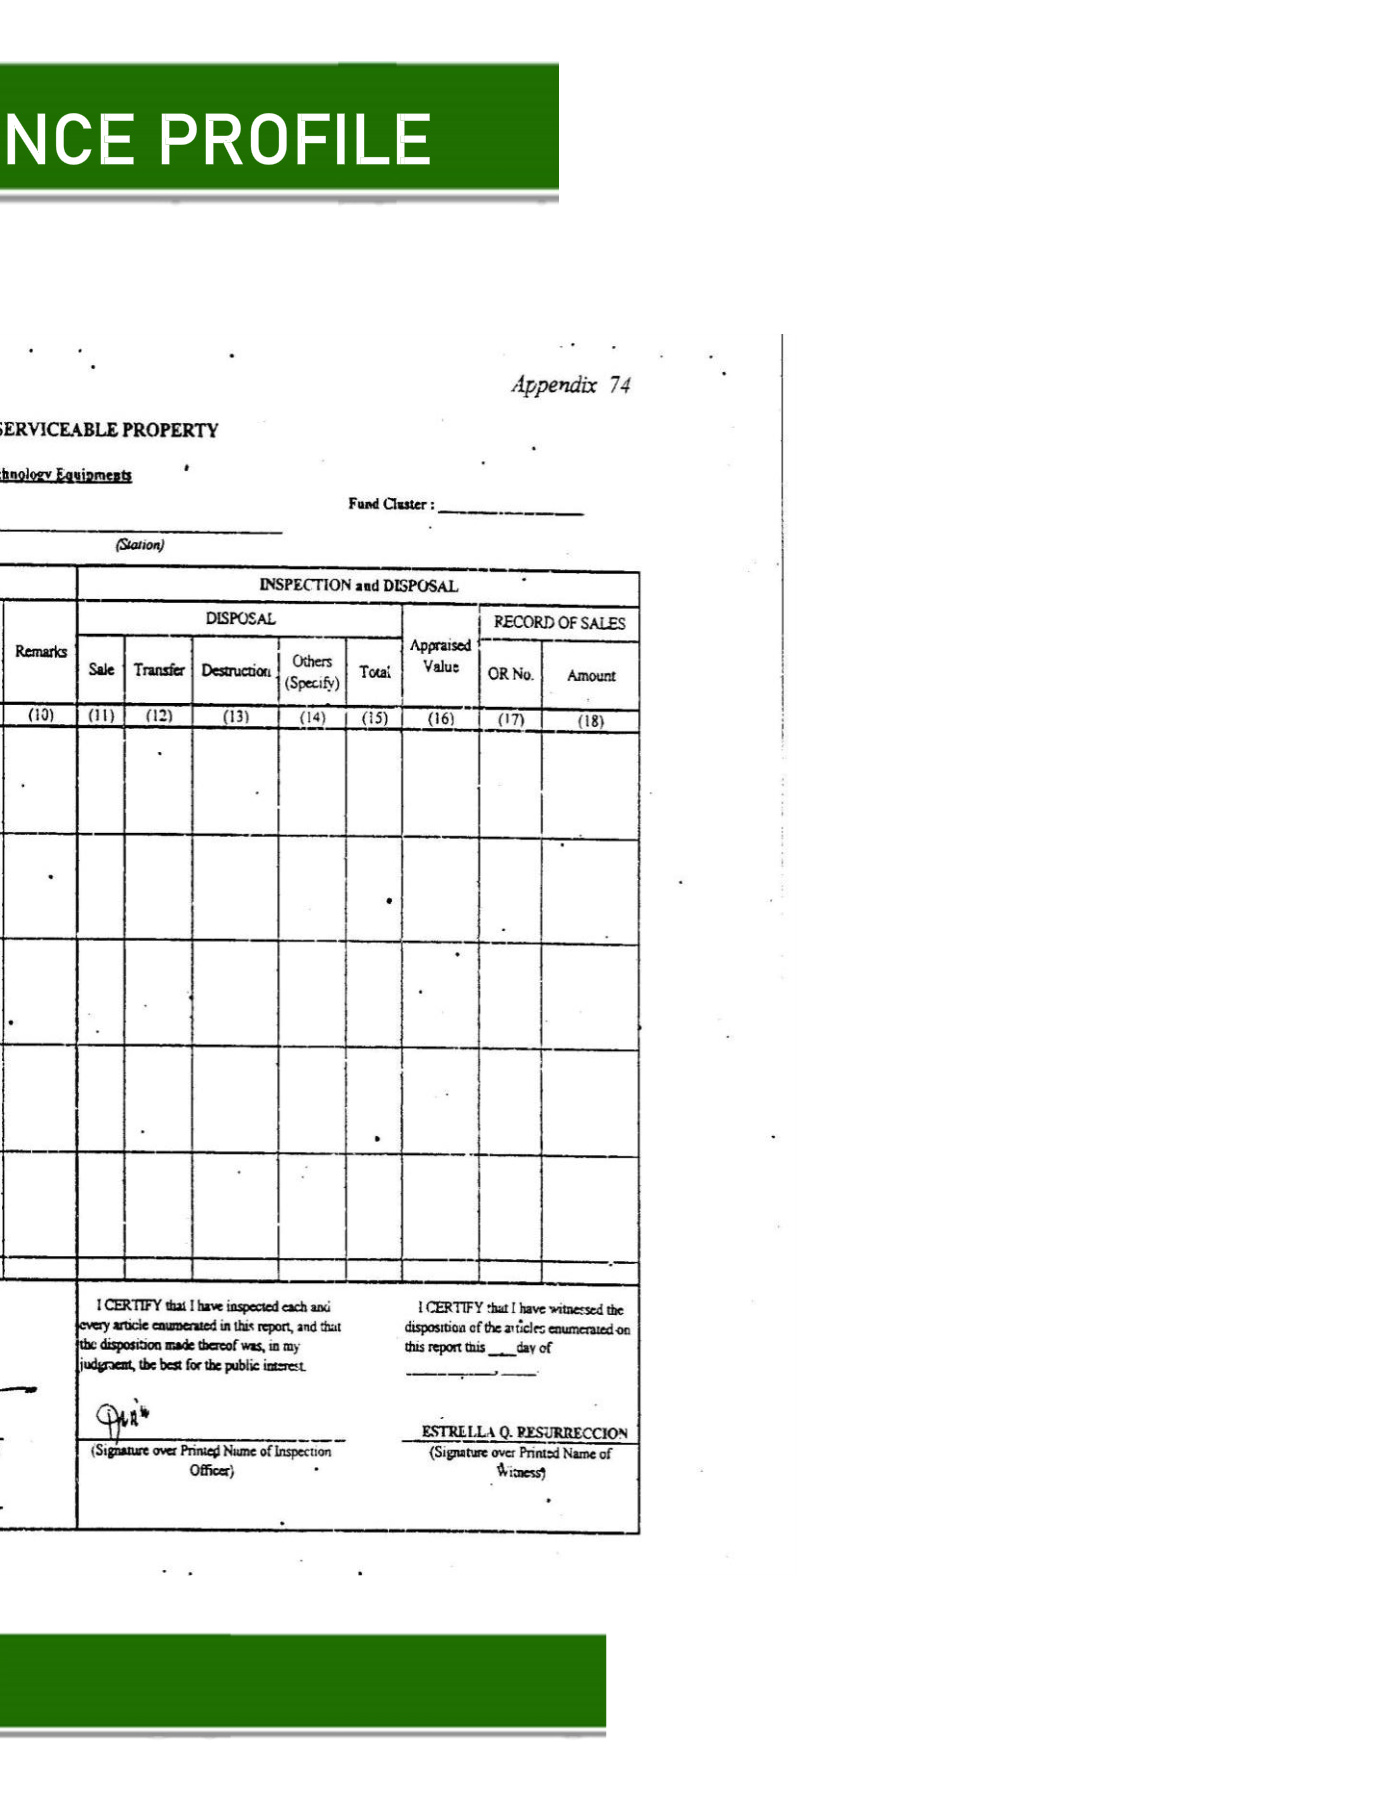 NCE PROFILE
Appendix 74
SERVICEABLE PROPERTY
chnology Equipments
Fund Cluster :
(Station)
INSPECTION and DISPOSAL
DISPOSAL
RECORD OF SALES
Remarks
Sale
Transfer
Destruction
Others
(Specify)
Total
Appraised
Value
OR No.
Amount
(10) (11) (12) (13) (14) (15) (16) (17) (18)
I CERTIFY that I have inspected each and
every article enumerated in this report, and that
the disposition made thereof was, in my
judgment, the best for the public interest.
(Signature over Printed Name of Inspection
Officer)
I CERTIFY that I have witnessed the
disposition of the articles enumerated on
this report this ___ day of
ESTRELLA Q. RESURRECCION
(Signature over Printed Name of
Witness)